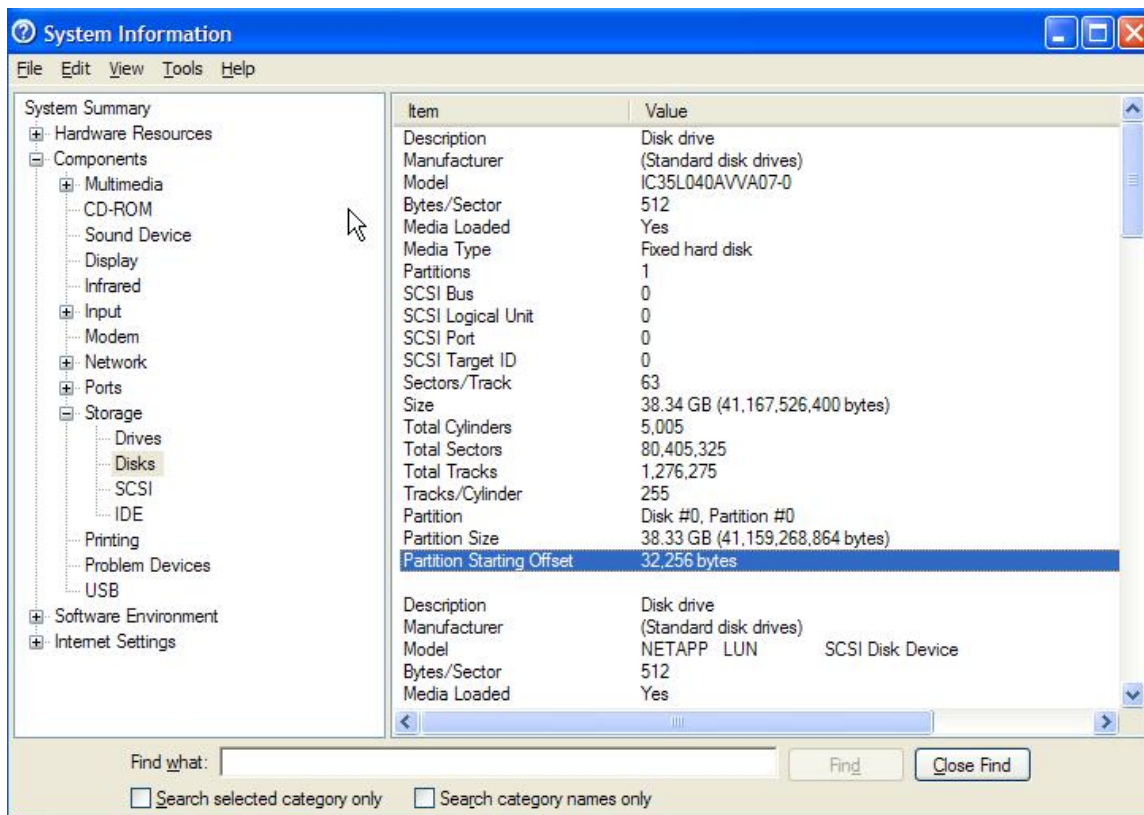 System Information
File Edit View Tools Help
System Summary
Hardware Resources
Components
Multimedia
CD-ROM
Sound Device
Display
Infrared
Input
Modem
Network
Ports
Storage
Drives
Disks
SCSI
IDE
Printing
Problem Devices
USB
Software Environment
Internet Settings
Item Value
Description Disk drive
Manufacturer (Standard disk drives)
Model IC35L040AVVA07-0
Bytes/Sector 512
Media Loaded Yes
Media Type Fixed hard disk
Partitions 1
SCSI Bus 0
SCSI Logical Unit 0
SCSI Port 0
SCSI Target ID 0
Sectors/Track 63
Size 38.34 GB (41,167,526,400 bytes)
Total Cylinders 5,005
Total Sectors 80,405,325
Total Tracks 1,276,275
Tracks/Cylinder 255
Partition Disk #0, Partition #0
Partition Size 38.33 GB (41,159,268,864 bytes)
Partition Starting Offset 32,256 bytes
Description Disk drive
Manufacturer (Standard disk drives)
Model NETAPP LUN SCSI Disk Device
Bytes/Sector 512
Media Loaded Yes
Find what: Find Close Find
Search selected category only Search category names only